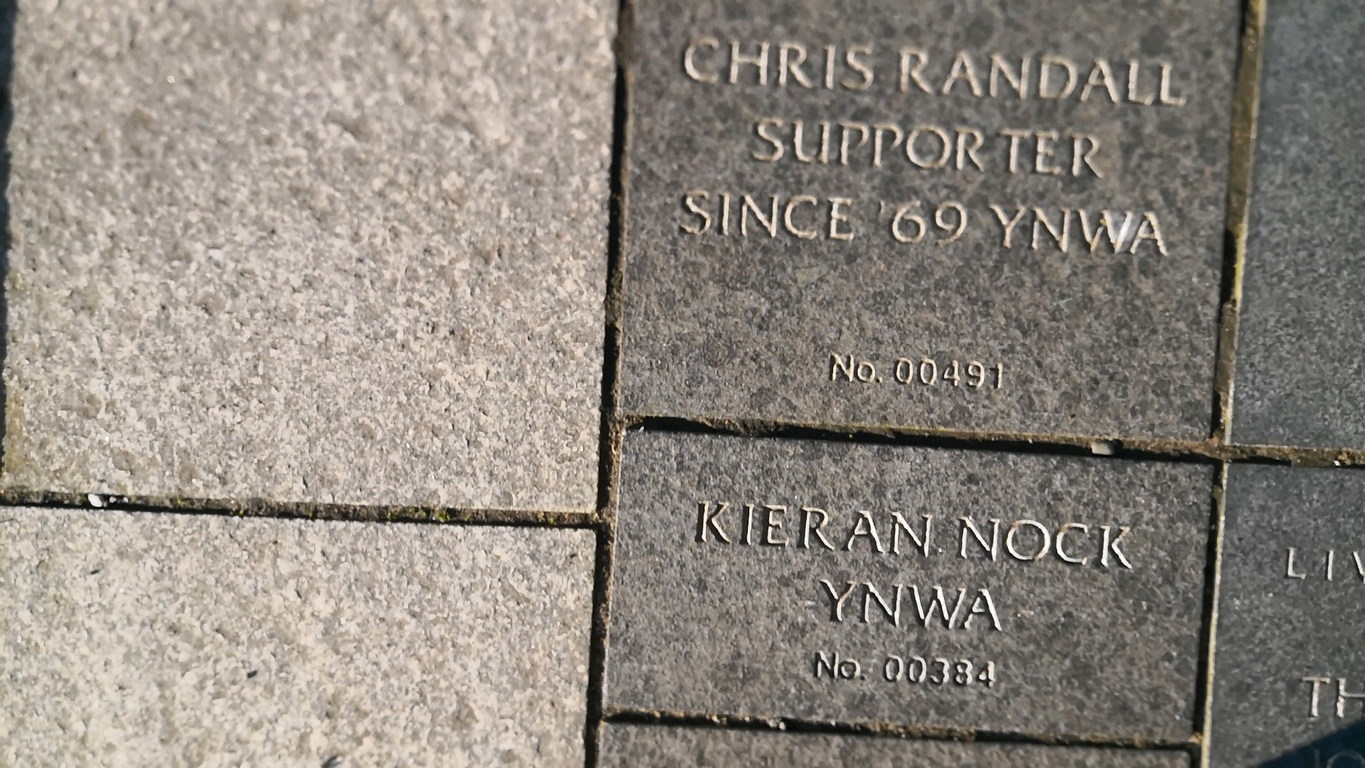 CHRIS RANDALL
SUPPORTER
SINCE '69 YNWA
No. 00491
KIERAN NOCK
YNWA
No. 00384